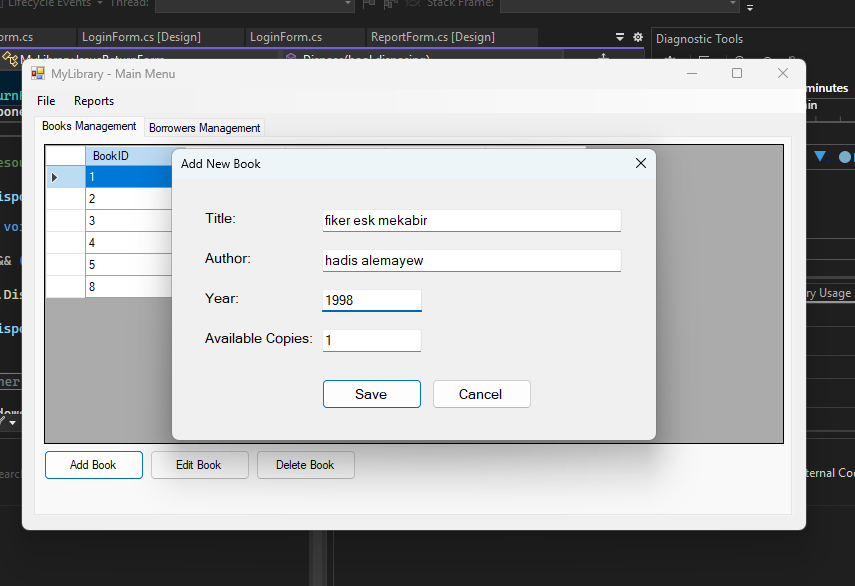 Lifecycle Events Thread: Stack Frame:
orm.cs LoginForm.cs [Design] LoginForm.cs ReportForm.cs [Design] Diagnostic Tools
MyLibrary - Main Menu
minutes
File Reports
Books Management Borrowers Management
BookID
1
2
3
4
5
8
Add New Book
Title: fiker esk mekabir
Author: hadis alemayew
Year: 1998
Available Copies: 1
Save Cancel
void
&&
.Dis
ry Usage
Add Book Edit Book Delete Book
ternal Co